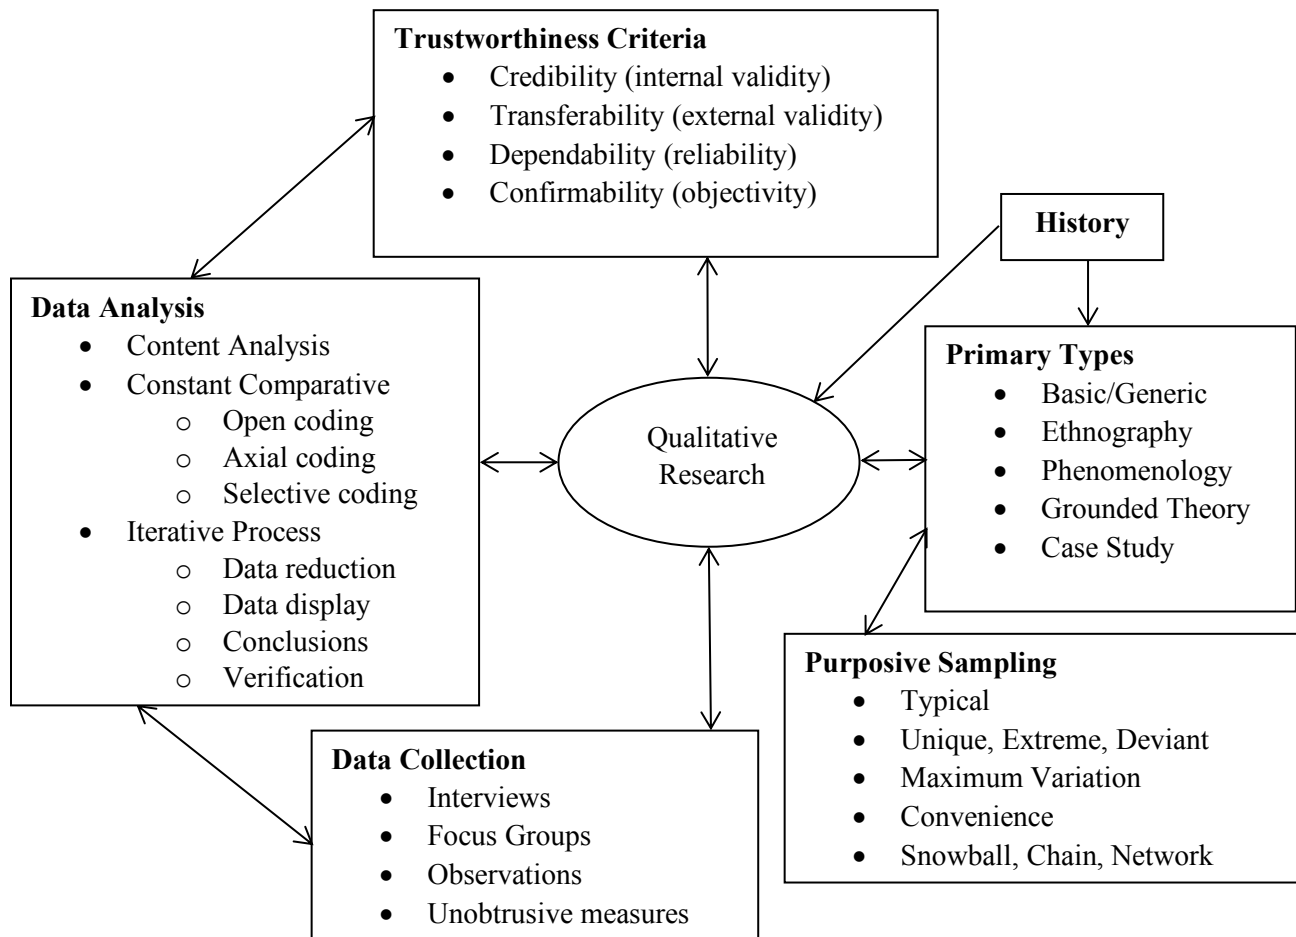 Trustworthiness Criteria
• Credibility (internal validity)
• Transferability (external validity)
• Dependability (reliability)
• Confirmability (objectivity)
History
Data Analysis
• Content Analysis
• Constant Comparative
o Open coding
o Axial coding
o Selective coding
• Iterative Process
o Data reduction
o Data display
o Conclusions
o Verification
Qualitative
Research
Primary Types
• Basic/Generic
• Ethnography
• Phenomenology
• Grounded Theory
• Case Study
Purposive Sampling
• Typical
• Unique, Extreme, Deviant
• Maximum Variation
• Convenience
• Snowball, Chain, Network
Data Collection
• Interviews
• Focus Groups
• Observations
• Unobtrusive measures